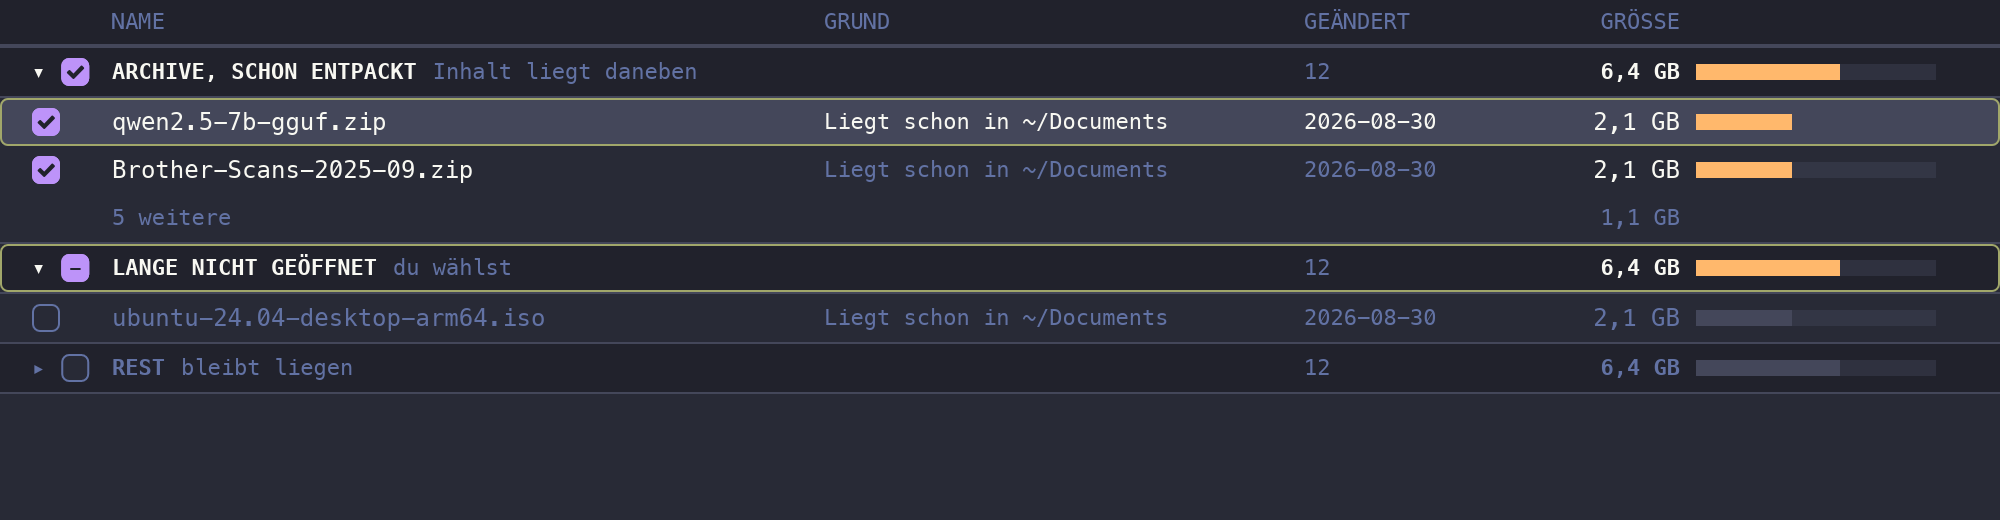 NAME GRUND GEÄNDERT GRÖSSE
▾ ARCHIVE, SCHON ENTPACKT Inhalt liegt daneben 12 6,4 GB
qwen2.5-7b-gguf.zip Liegt schon in ~/Documents 2026-08-30 2,1 GB
Brother-Scans-2025-09.zip Liegt schon in ~/Documents 2026-08-30 2,1 GB
5 weitere 1,1 GB
▾ LANGE NICHT GEÖFFNET du wählst 12 6,4 GB
ubuntu-24.04-desktop-arm64.iso Liegt schon in ~/Documents 2026-08-30 2,1 GB
▸ REST bleibt liegen 12 6,4 GB